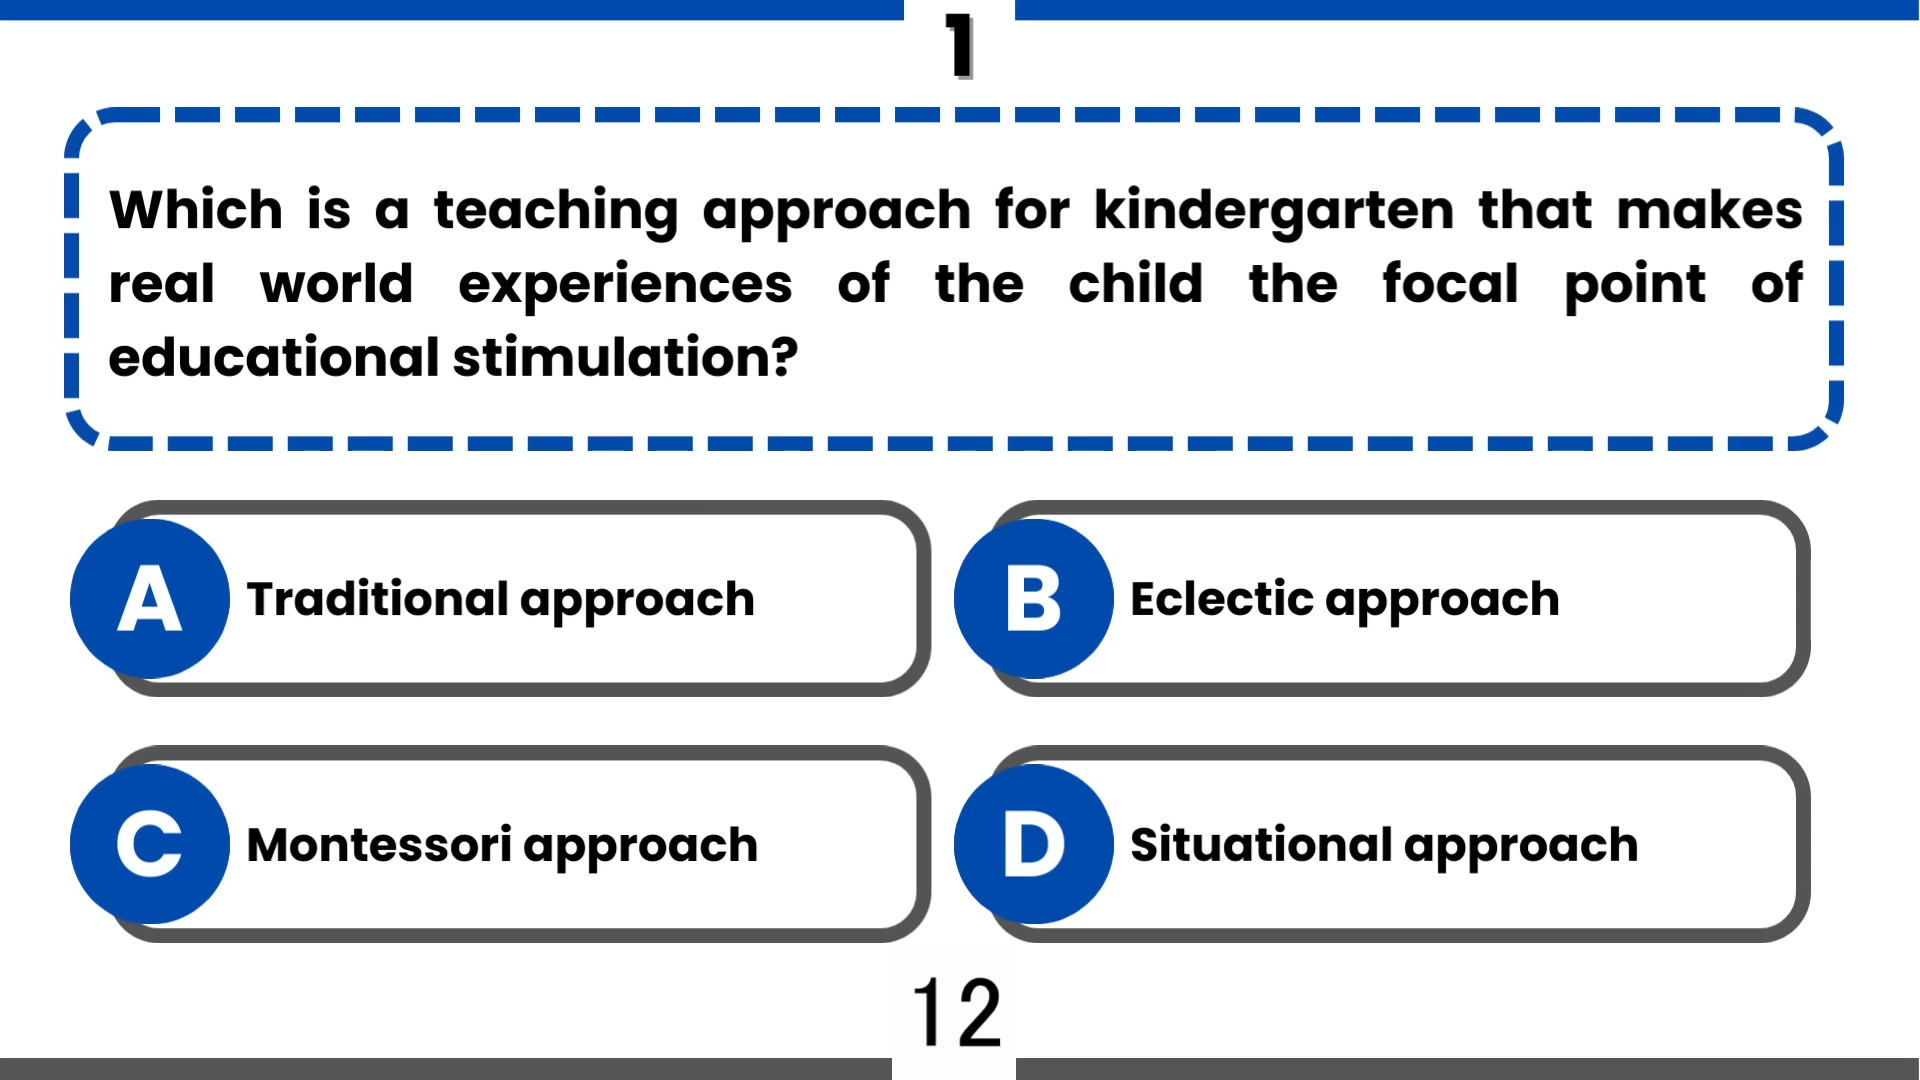 1
Which is a teaching approach for kindergarten that makes
real world experiences of the child the focal point of
educational stimulation?
A Traditional approach
B Eclectic approach
C Montessori approach
D Situational approach
12